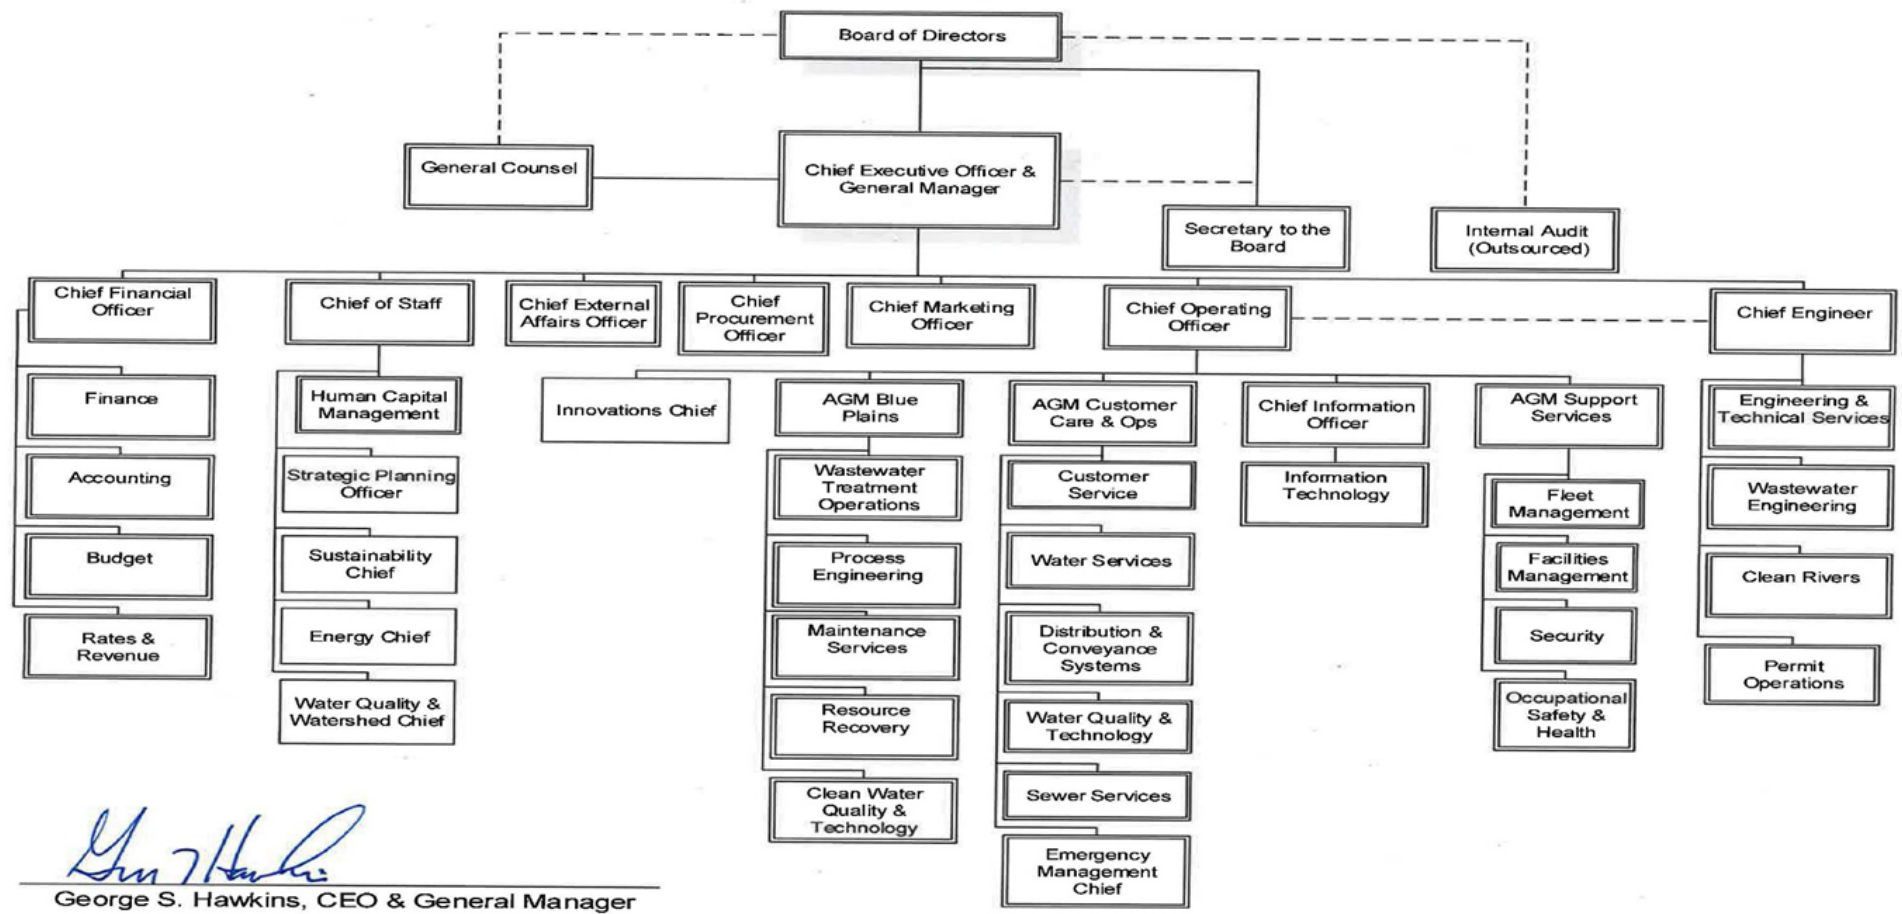 Board of Directors
General Counsel
Chief Executive Officer &
General Manager
Secretary to the
Board
Internal Audit
(Outsourced)
Chief Financial
Officer
Chief of Staff
Chief External
Affairs Officer
Chief
Procurement
Officer
Chief Marketing
Officer
Chief Operating
Officer
Chief Engineer
Finance
Accounting
Budget
Rates &
Revenue
Human Capital
Management
Strategic Planning
Officer
Sustainability
Chief
Energy Chief
Water Quality &
Watershed Chief
Innovations Chief
AGM Blue
Plains
Wastewater
Treatment
Operations
Process
Engineering
Maintenance
Services
Resource
Recovery
Clean Water
Quality &
Technology
AGM Customer
Care & Ops
Customer
Service
Water Services
Distribution &
Conveyance
Systems
Water Quality &
Technology
Sewer Services
Emergency
Management
Chief
Chief Information
Officer
Information
Technology
AGM Support
Services
Fleet
Management
Facilities
Management
Security
Occupational
Safety &
Health
Engineering &
Technical Services
Wastewater
Engineering
Clean Rivers
Permit
Operations
George S. Hawkins, CEO & General Manager